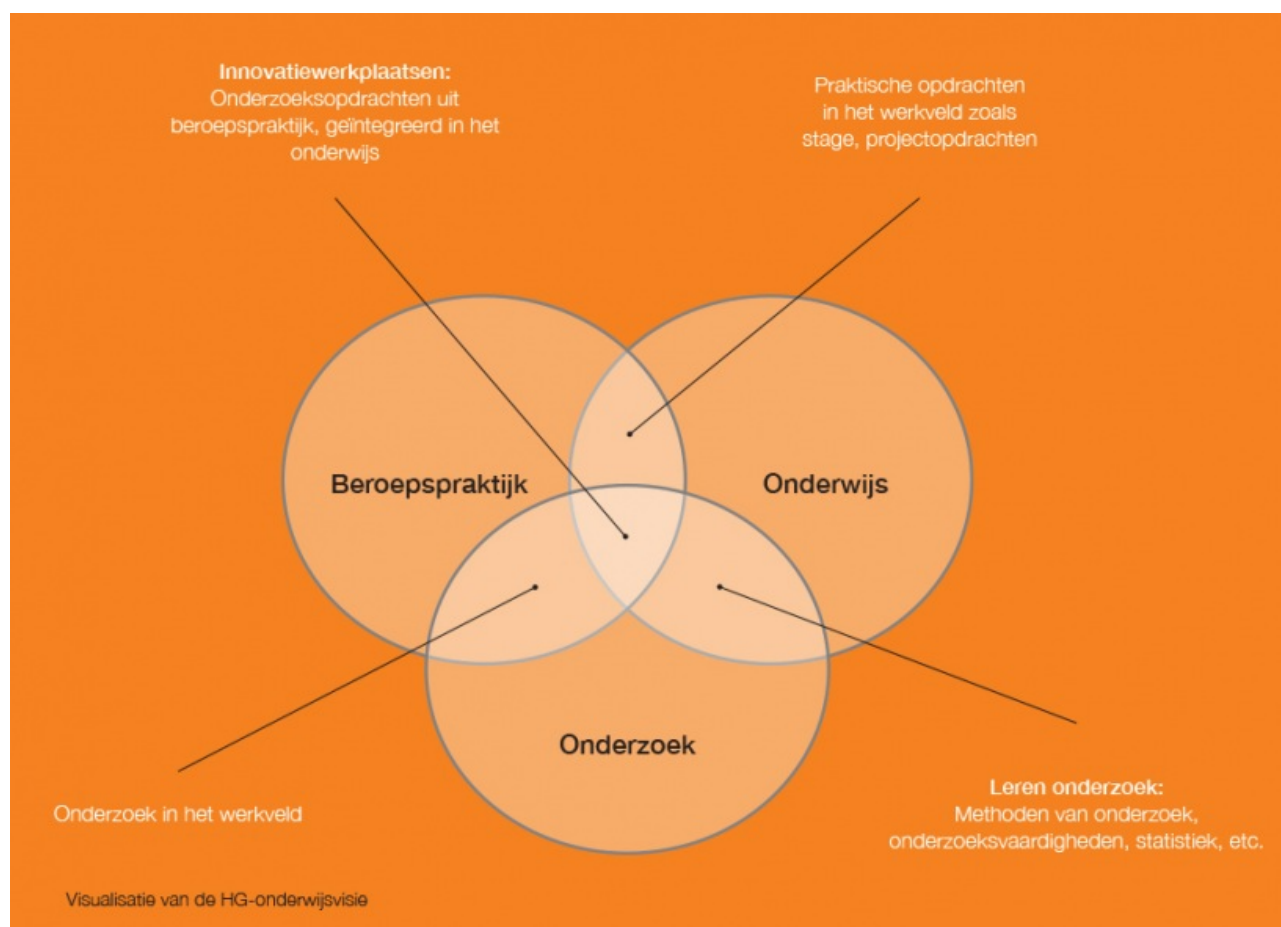 Innovatiewerkplaatsen:
Onderzoeksopdrachten uit
beroepspraktijk, geïntegreerd in het
onderwijs
Praktische opdrachten
in het werkveld zoals
stage, projectopdrachten
Beroepspraktijk
Onderwijs
Onderzoek
Onderzoek in het werkveld
Leren onderzoek:
Methoden van onderzoek,
onderzoeksvaardigheden, statistiek, etc.
Visualisatie van de HG-onderwijsvisie